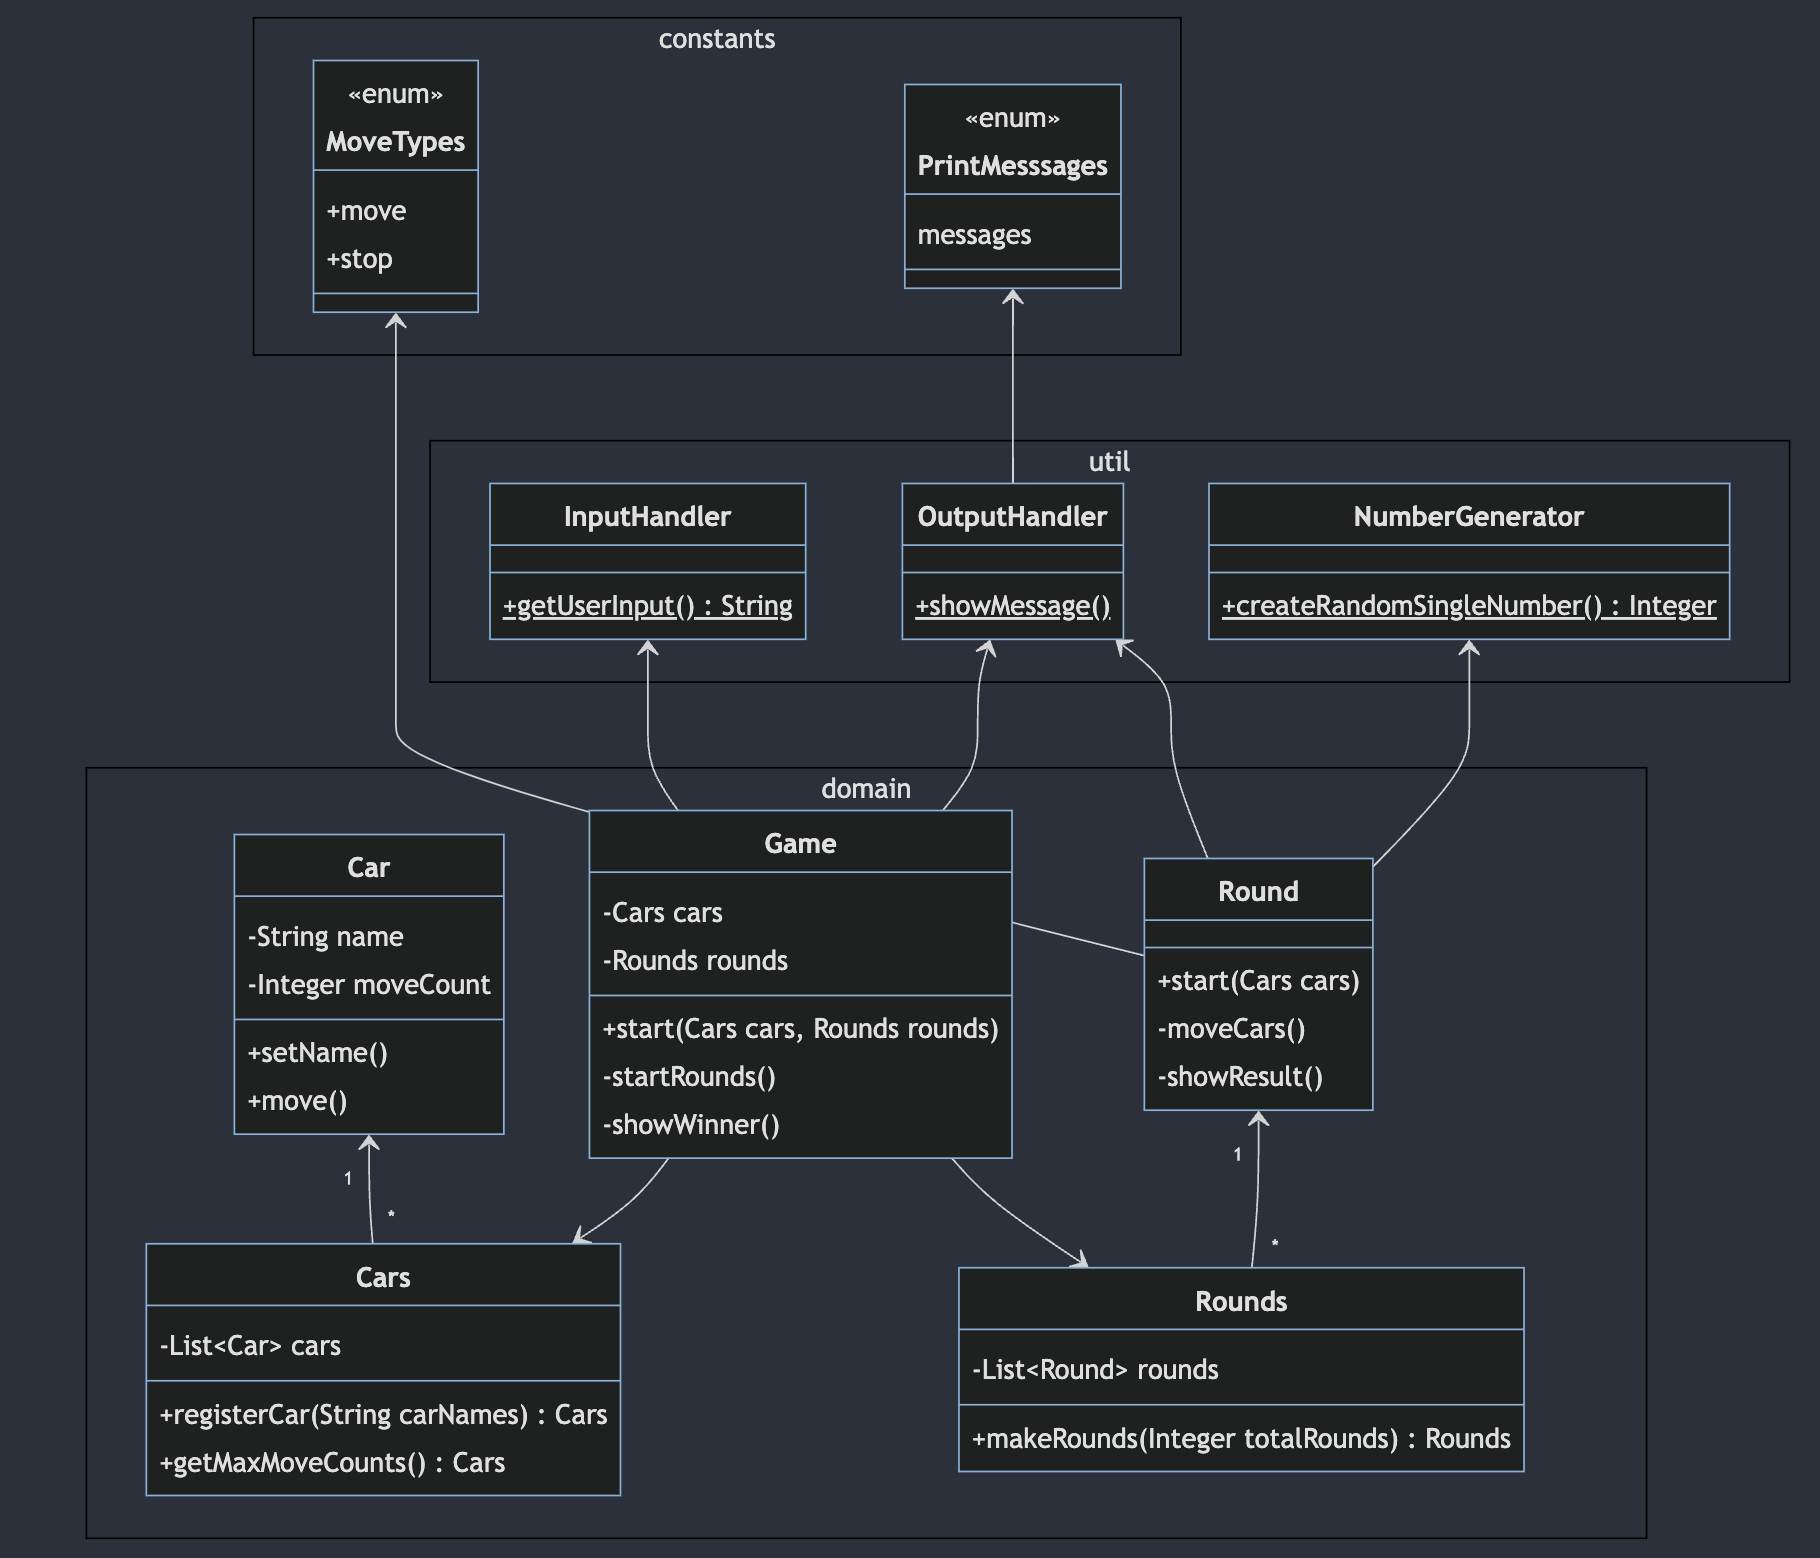 constants
«enum»
MoveTypes
+move
+stop
«enum»
PrintMesssages
messages
util
InputHandler
+getUserInput() : String
OutputHandler
+showMessage()
NumberGenerator
+createRandomSingleNumber() : Integer
domain
Car
-String name
-Integer moveCount
+setName()
+move()
Game
-Cars cars
-Rounds rounds
+start(Cars cars, Rounds rounds)
-startRounds()
-showWinner()
Round
+start(Cars cars)
-moveCars()
-showResult()
1
*
1
*
Cars
-List<Car> cars
+registerCar(String carNames) : Cars
+getMaxMoveCounts() : Cars
Rounds
-List<Round> rounds
+makeRounds(Integer totalRounds) : Rounds